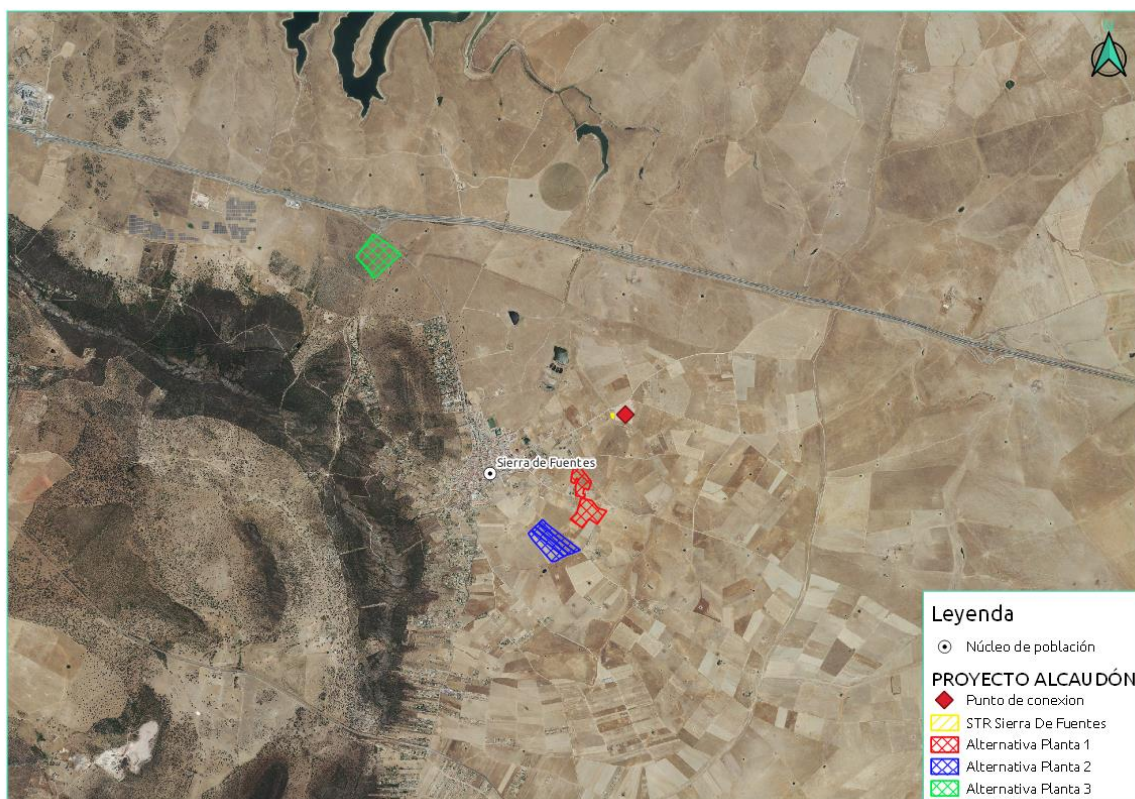 Sierra de Fuentes
Leyenda
Núcleo de población
PROYECTO ALCAUDÓN
Punto de conexion
STR Sierra De Fuentes
Alternativa Planta 1
Alternativa Planta 2
Alternativa Planta 3